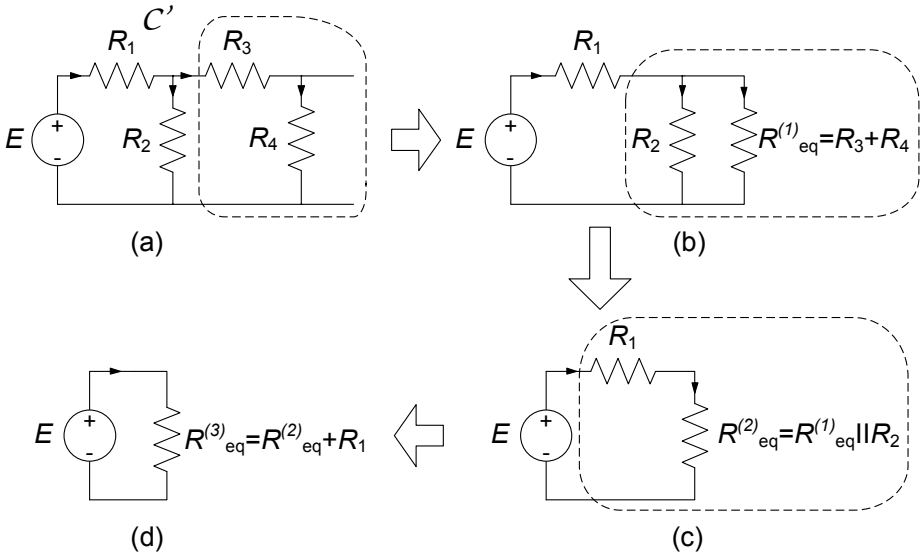 C'
R1
R3
E
+
-
R2
R4
(a)
R1
E
+
-
R2
R(1)eq=R3+R4
(b)
R1
E
+
-
R(2)eq=R(1)eqIIR2
(c)
E
+
-
R(3)eq=R(2)eq+R1
(d)